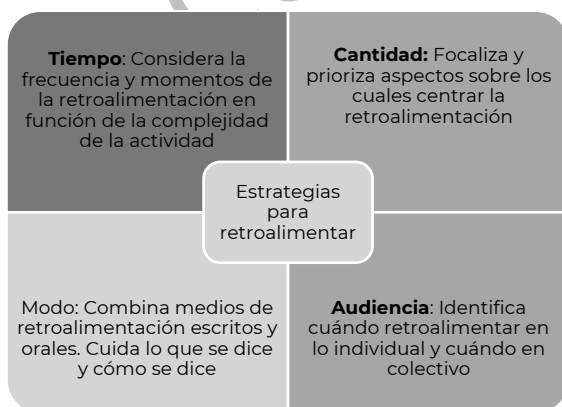 Tiempo: Considera la
frecuencia y momentos de
la retroalimentación en
función de la complejidad
de la actividad
Cantidad: Focaliza y
prioriza aspectos sobre los
cuales centrar la
retroalimentación
Estrategias
para
retroalimentar
Modo: Combina medios de
retroalimentación escritos y
orales. Cuida lo que se dice
y cómo se dice
Audiencia: Identifica
cuándo retroalimentar en
lo individual y cuándo en
colectivo